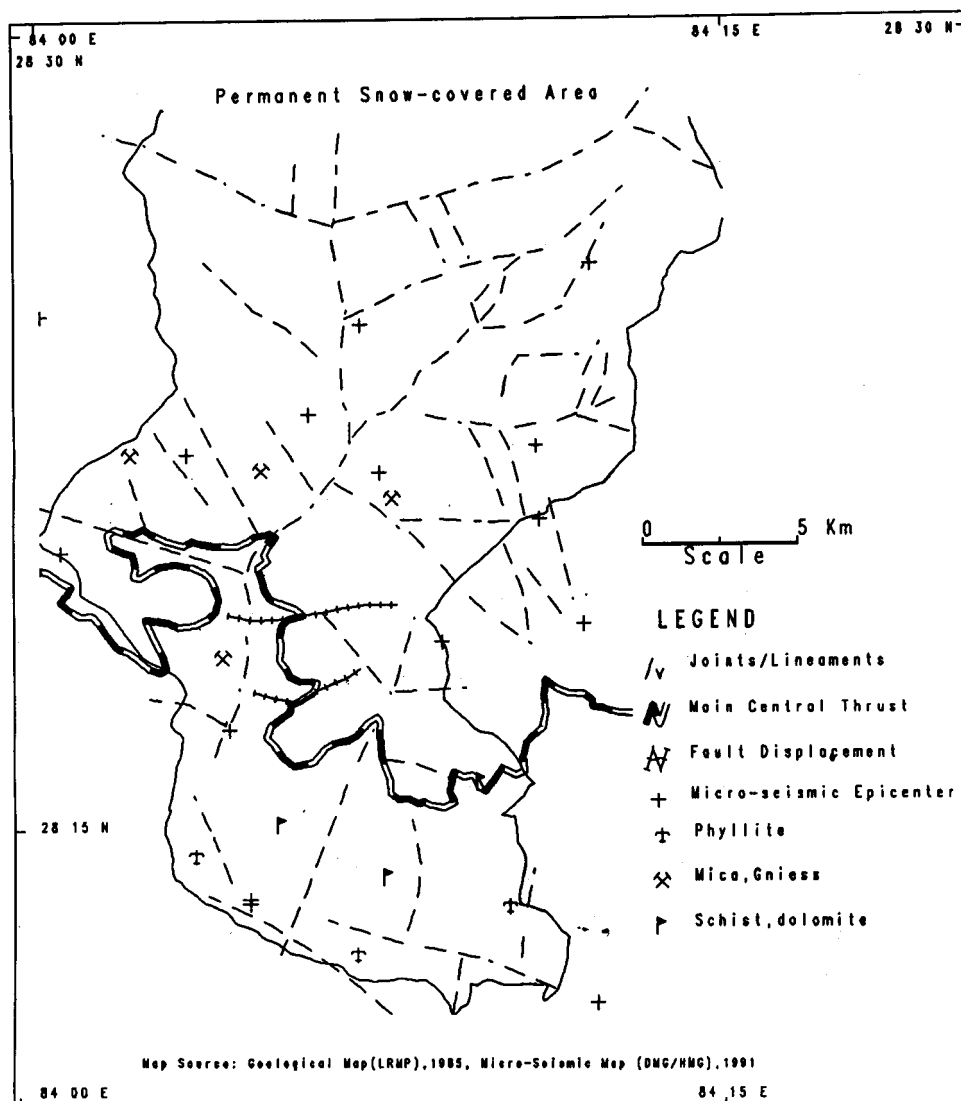 84 00 E
84 15 E
28 30 N
28 30 N
Permanent Snow-covered Area
0 5 Km
Scale
LEGEND
Joints/Lineaments
Main Central Thrust
Fault Displacement
Micro-seismic Epicenter
28 15 N
Phyllite
Mica,Gniess
Schist,dolomite
Map Source: Geological Map(LRMP),1985, Micro-Seismic Map (DMG/HMG),1991
84 00 E
84 15 E